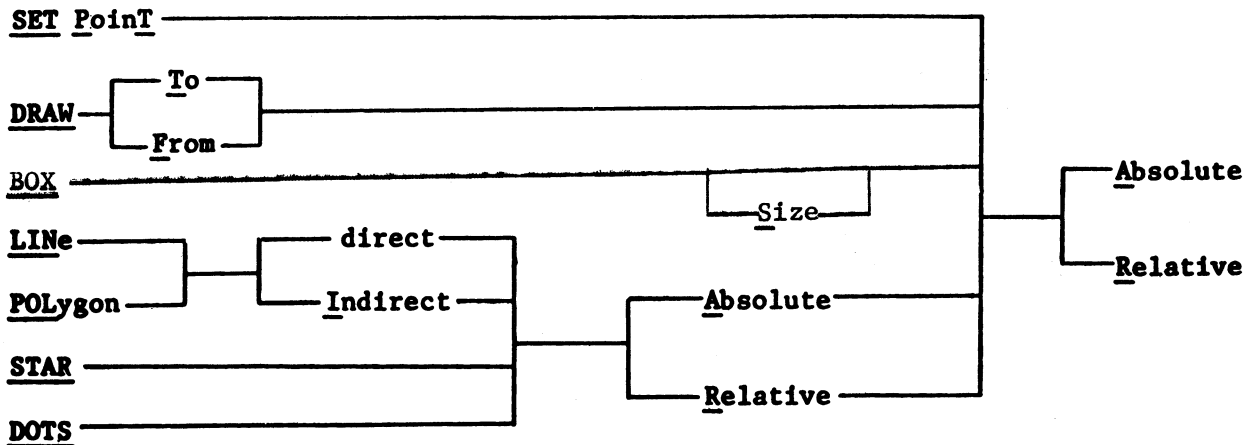 SET PoinT
To
DRAW
From
BOX
Absolute
Size
LINe
direct
Relative
POLygon
Indirect
Absolute
STAR
Relative
DOTS